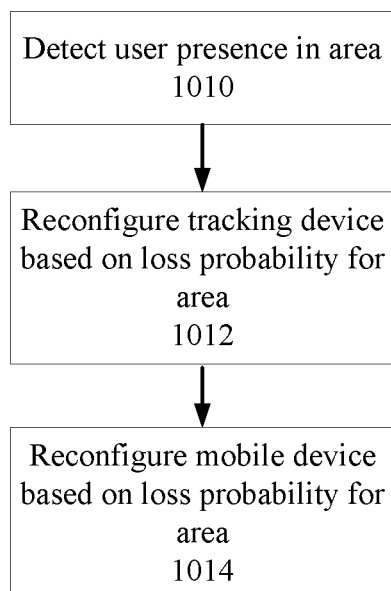 Detect user presence in area
1010
Reconfigure tracking device
based on loss probability for
area
1012
Reconfigure mobile device
based on loss probability for
area
1014